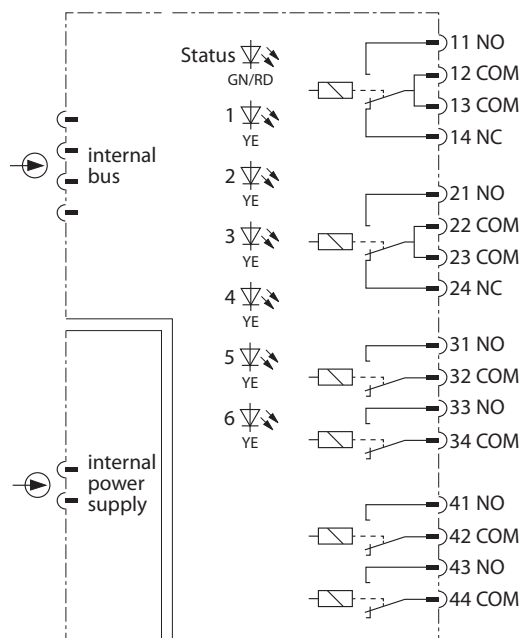 Status
GN/RD
1
YE
2
YE
3
YE
4
YE
5
YE
6
YE
internal
bus
internal
power
supply
11 NO
12 COM
13 COM
14 NC
21 NO
22 COM
23 COM
24 NC
31 NO
32 COM
33 NO
34 COM
41 NO
42 COM
43 NO
44 COM